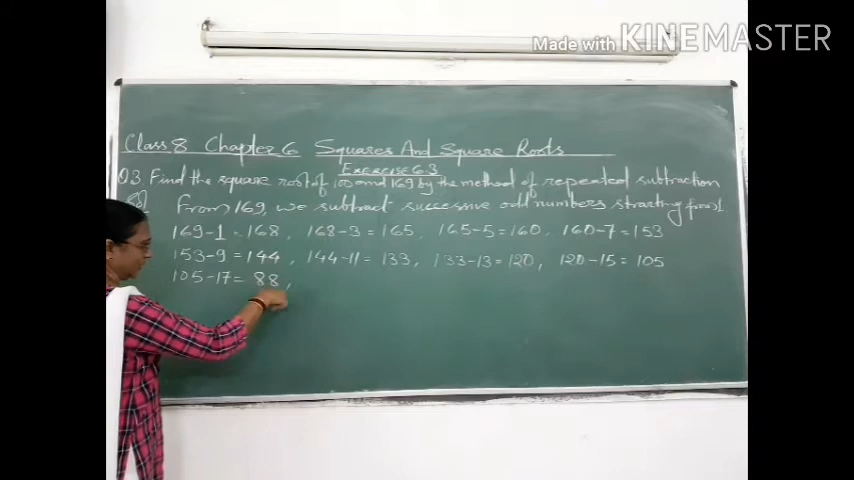 Made with KINEMASTER
Class 8 Chapter 6 Squares And Square Roots
EXERCISE 6.3
Q3. Find the square root of 100 and 169 by the method of repeated subtraction
Sol From 169, we subtract successive odd numbers strarting from 1
169-1 = 168, 168-3 = 165, 165-5 = 160, 160-7 = 153
153-9 = 144, 144-11 = 133, 133-13 = 120, 120-15 = 105
105-17 = 88,